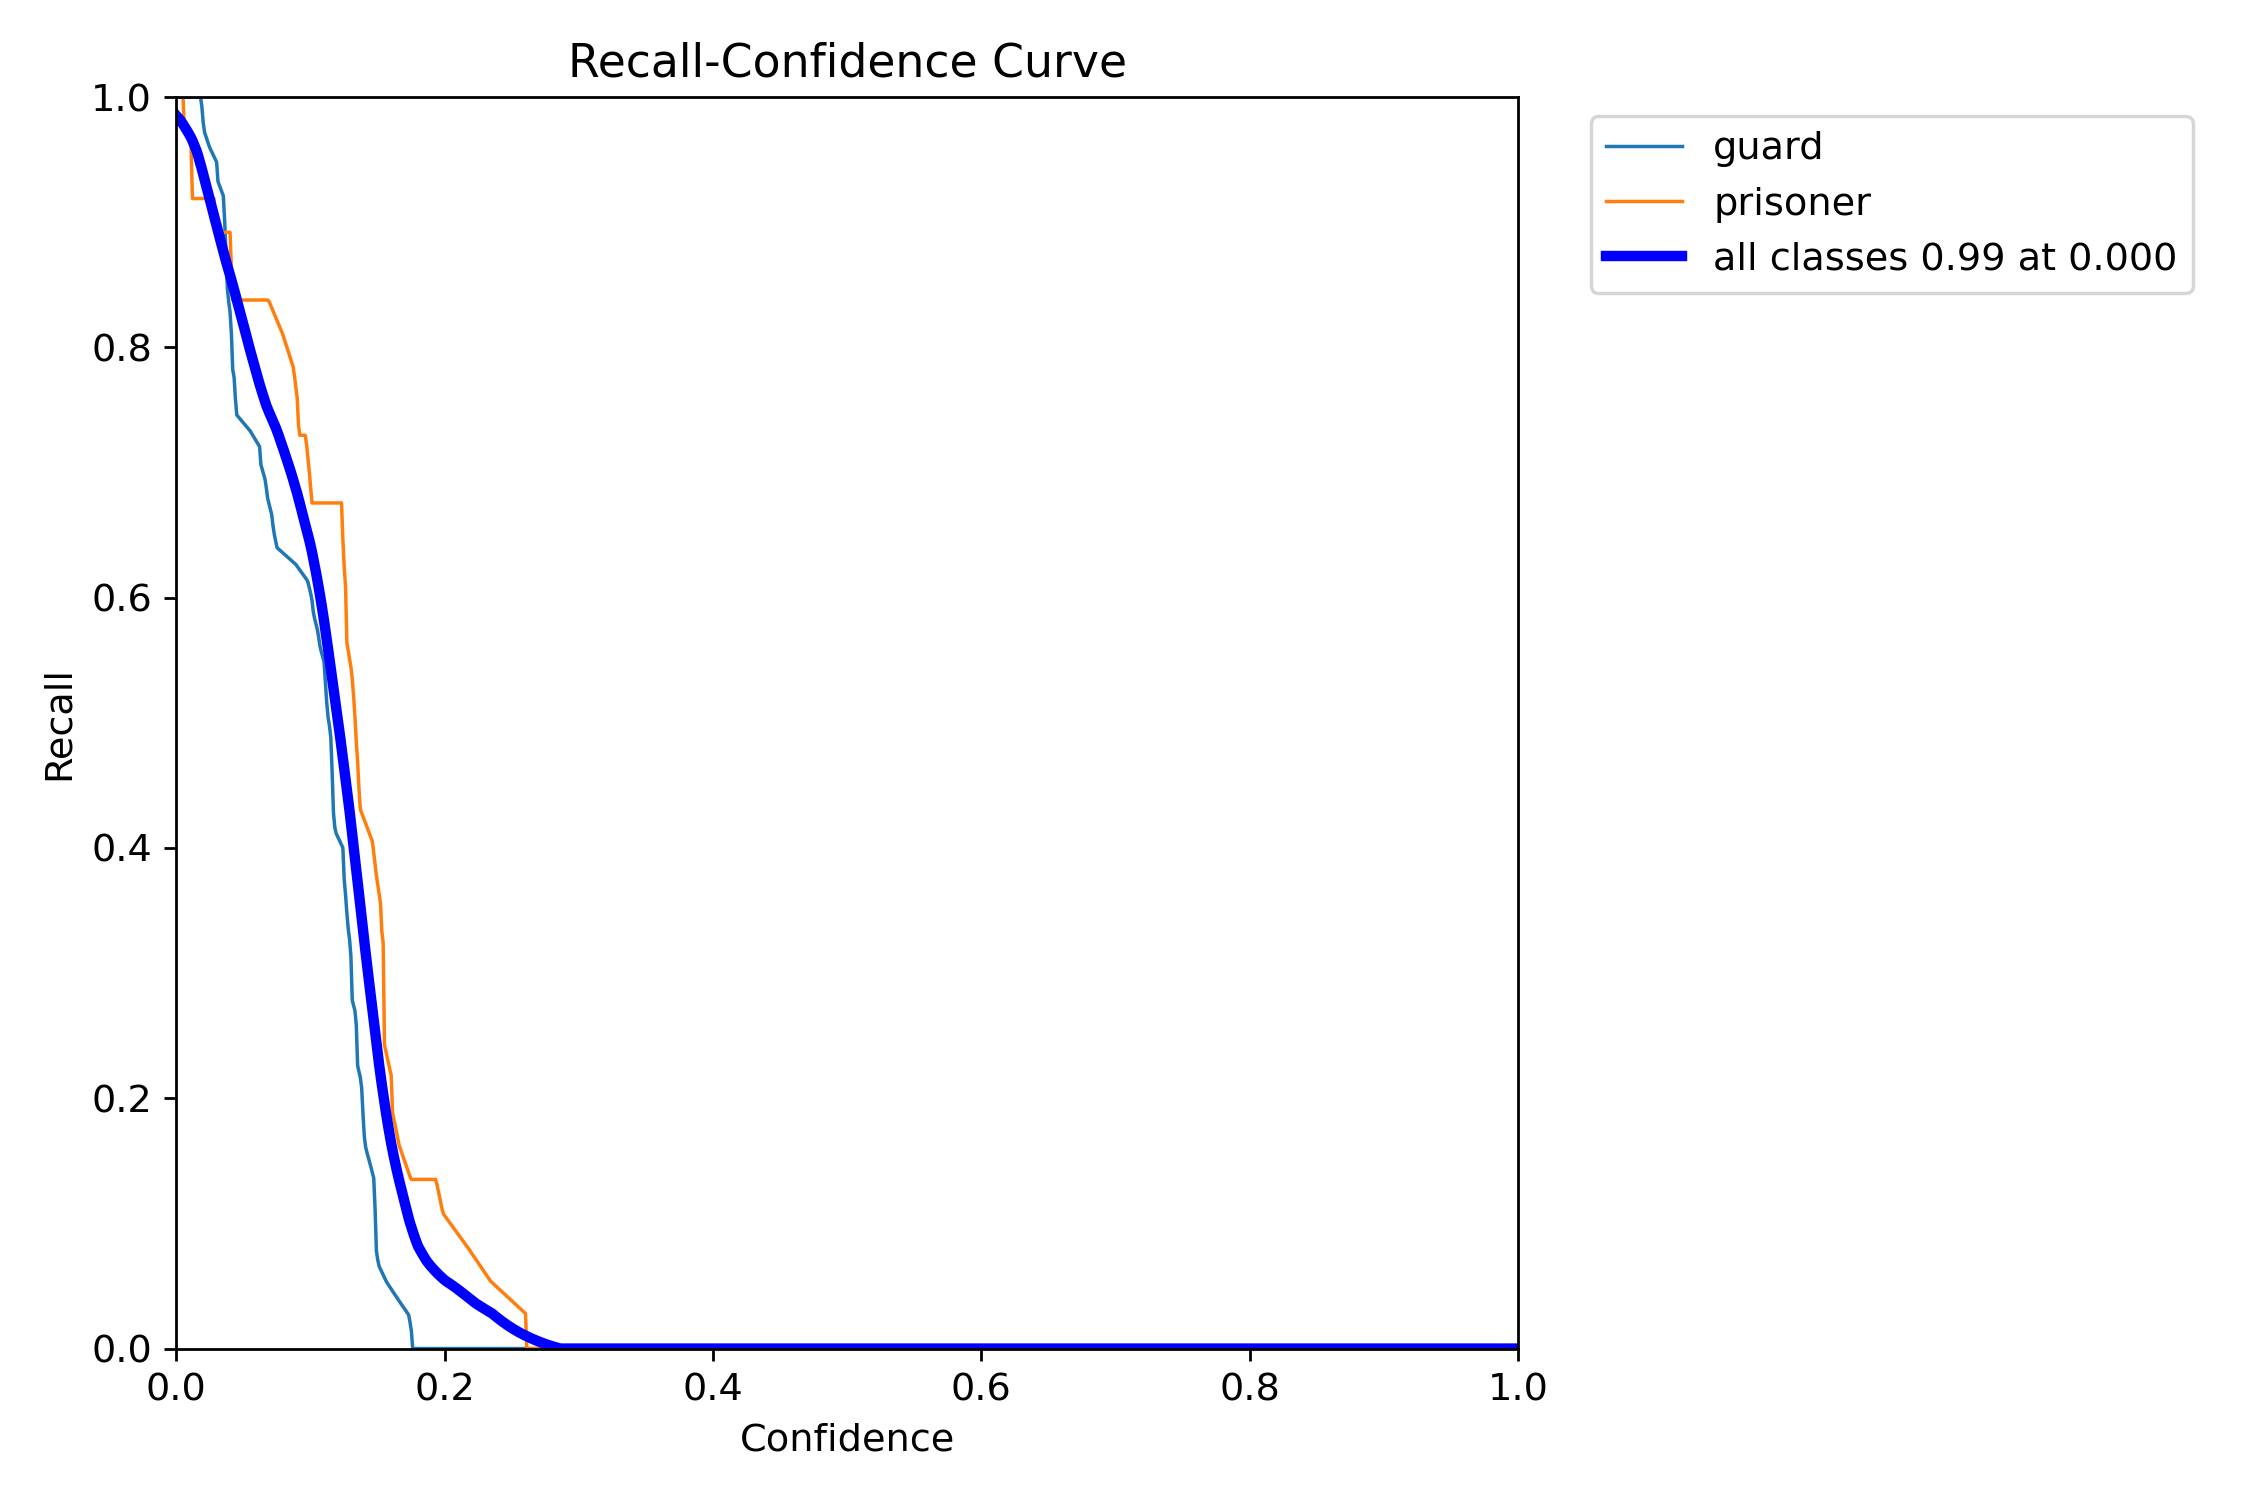 Recall-Confidence Curve
guard
prisoner
all classes 0.99 at 0.000
1.0
0.8
0.6
0.4
0.2
0.0
Recall
0.0 0.2 0.4 0.6 0.8 1.0
Confidence